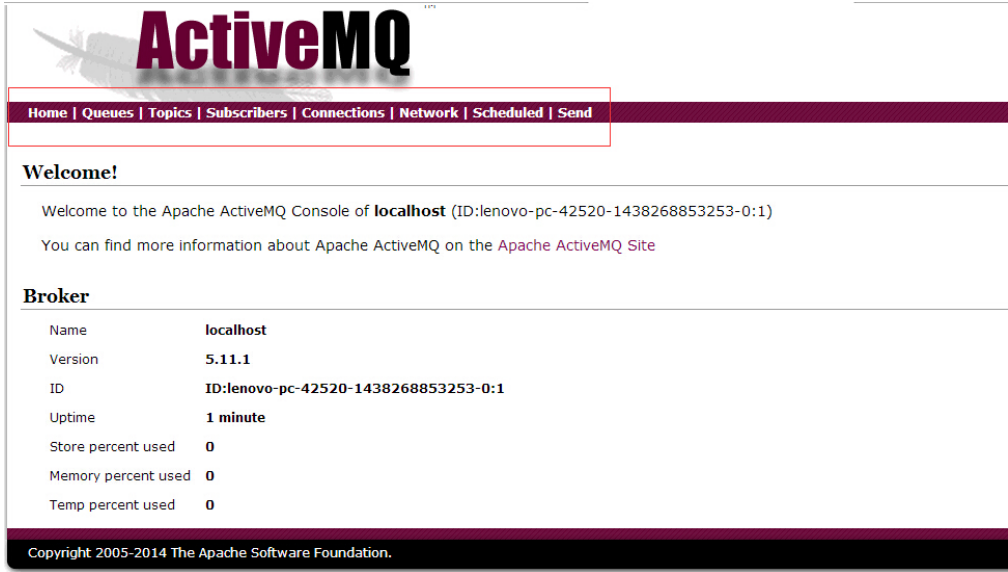 ActiveMQ
Home | Queues | Topics | Subscribers | Connections | Network | Scheduled | Send
Welcome!
Welcome to the Apache ActiveMQ Console of localhost (ID:lenovo-pc-42520-1438268853253-0:1)
You can find more information about Apache ActiveMQ on the Apache ActiveMQ Site
Broker
Name localhost
Version 5.11.1
ID ID:lenovo-pc-42520-1438268853253-0:1
Uptime 1 minute
Store percent used 0
Memory percent used 0
Temp percent used 0
Copyright 2005-2014 The Apache Software Foundation.